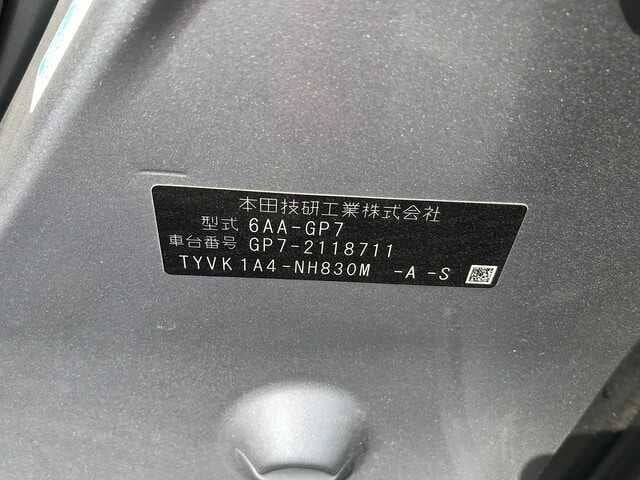 本田技研工業株式会社
型式 6AA-GP7
車台番号 GP7-2118711
TYVK1A4-NH830M -A-S